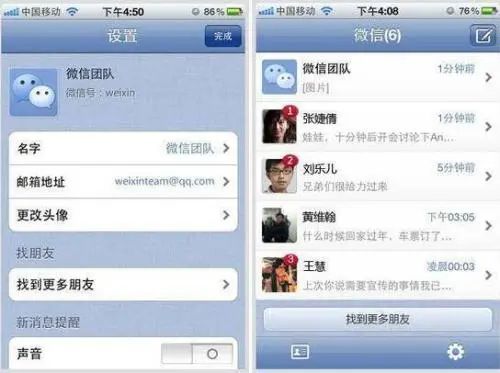 中国移动 下午4:50 86%
设置 完成
微信团队
微信号：weixin
名字 微信团队
邮箱地址 weixinteam@qq.com
更改头像
找朋友
找到更多朋友
新消息提醒
声音
中国移动 下午4:08 90%
微信(6)
微信团队 1分钟前
[图片]
1
张婕倩 1分钟前
娃娃，十分钟后开会讨论下An...
2
刘乐儿 5分钟前
兄弟们很给力过来
黄维翰 下午03:05
什么时候回家过年，车票订了...
3
王慧 凌晨00:03
上次你说需要宣传的事情我已...
找到更多朋友